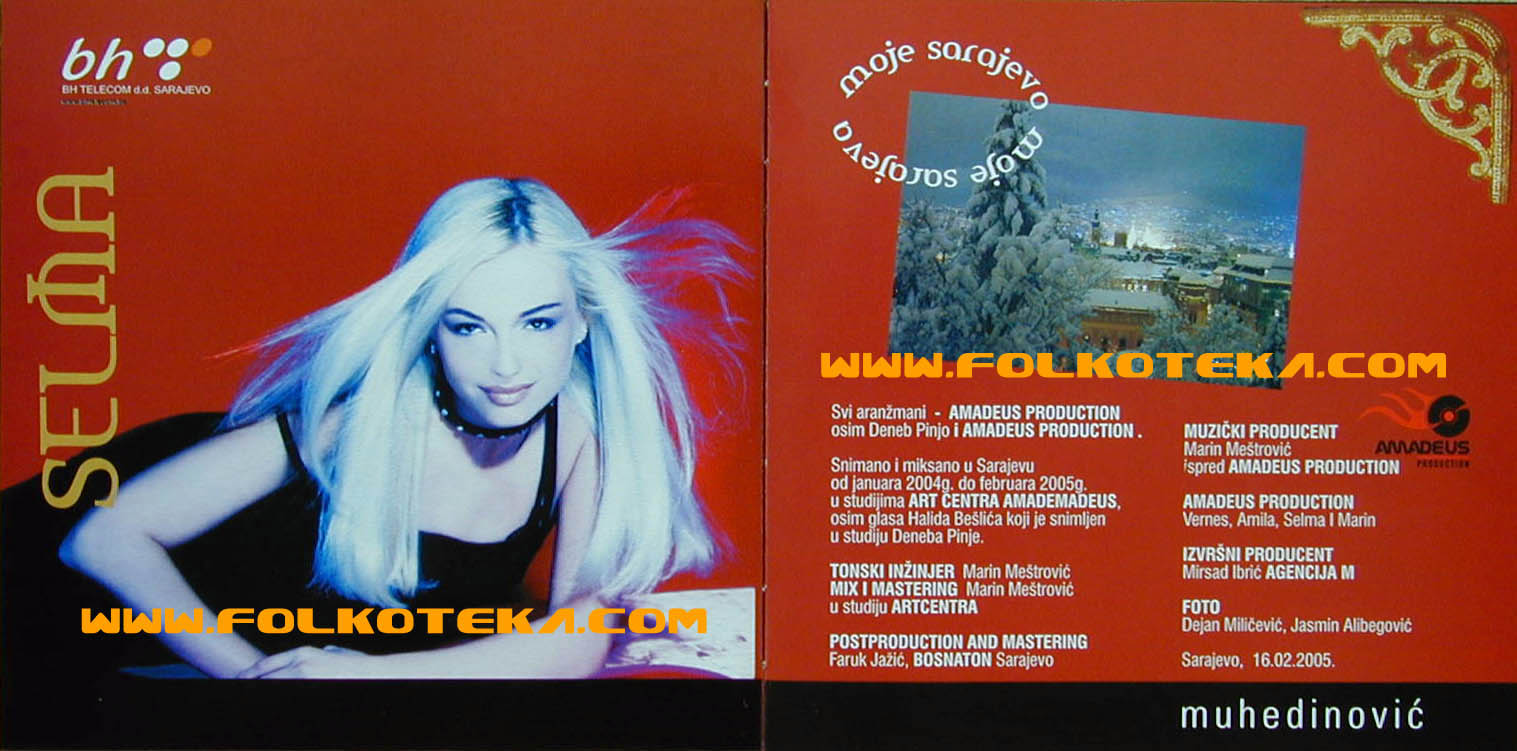 bh
BH TELECOM d.d. SARAJEVO
SELMA
WWW.FOLKOTEKA.COM
moje sarajevo moje sarajevo
WWW.FOLKOTEKA.COM
Svi aranžmani - AMADEUS PRODUCTION
osim Deneb Pinjo i AMADEUS PRODUCTION .
Snimano i miksano u Sarajevu
od januara 2004g. do februara 2005g.
u studijima ART CENTRA AMADEMADEUS,
osim glasa Halida Bešlića koji je snimljen
u studiju Deneba Pinje.
TONSKI INŽINJER Marin Meštrović
MIX I MASTERING Marin Meštrović
u studiju ARTCENTRA
POSTPRODUCTION AND MASTERING
Faruk Jažić, BOSNATON Sarajevo
AMADEUS
PRODUCTION
MUZIČKI PRODUCENT
Marin Meštrović
ispred AMADEUS PRODUCTION
AMADEUS PRODUCTION
Vernes, Amila, Selma I Marin
IZVRŠNI PRODUCENT
Mirsad Ibrić AGENCIJA M
FOTO
Dejan Milićević, Jasmin Alibegović
Sarajevo, 16.02.2005.
muhedinović